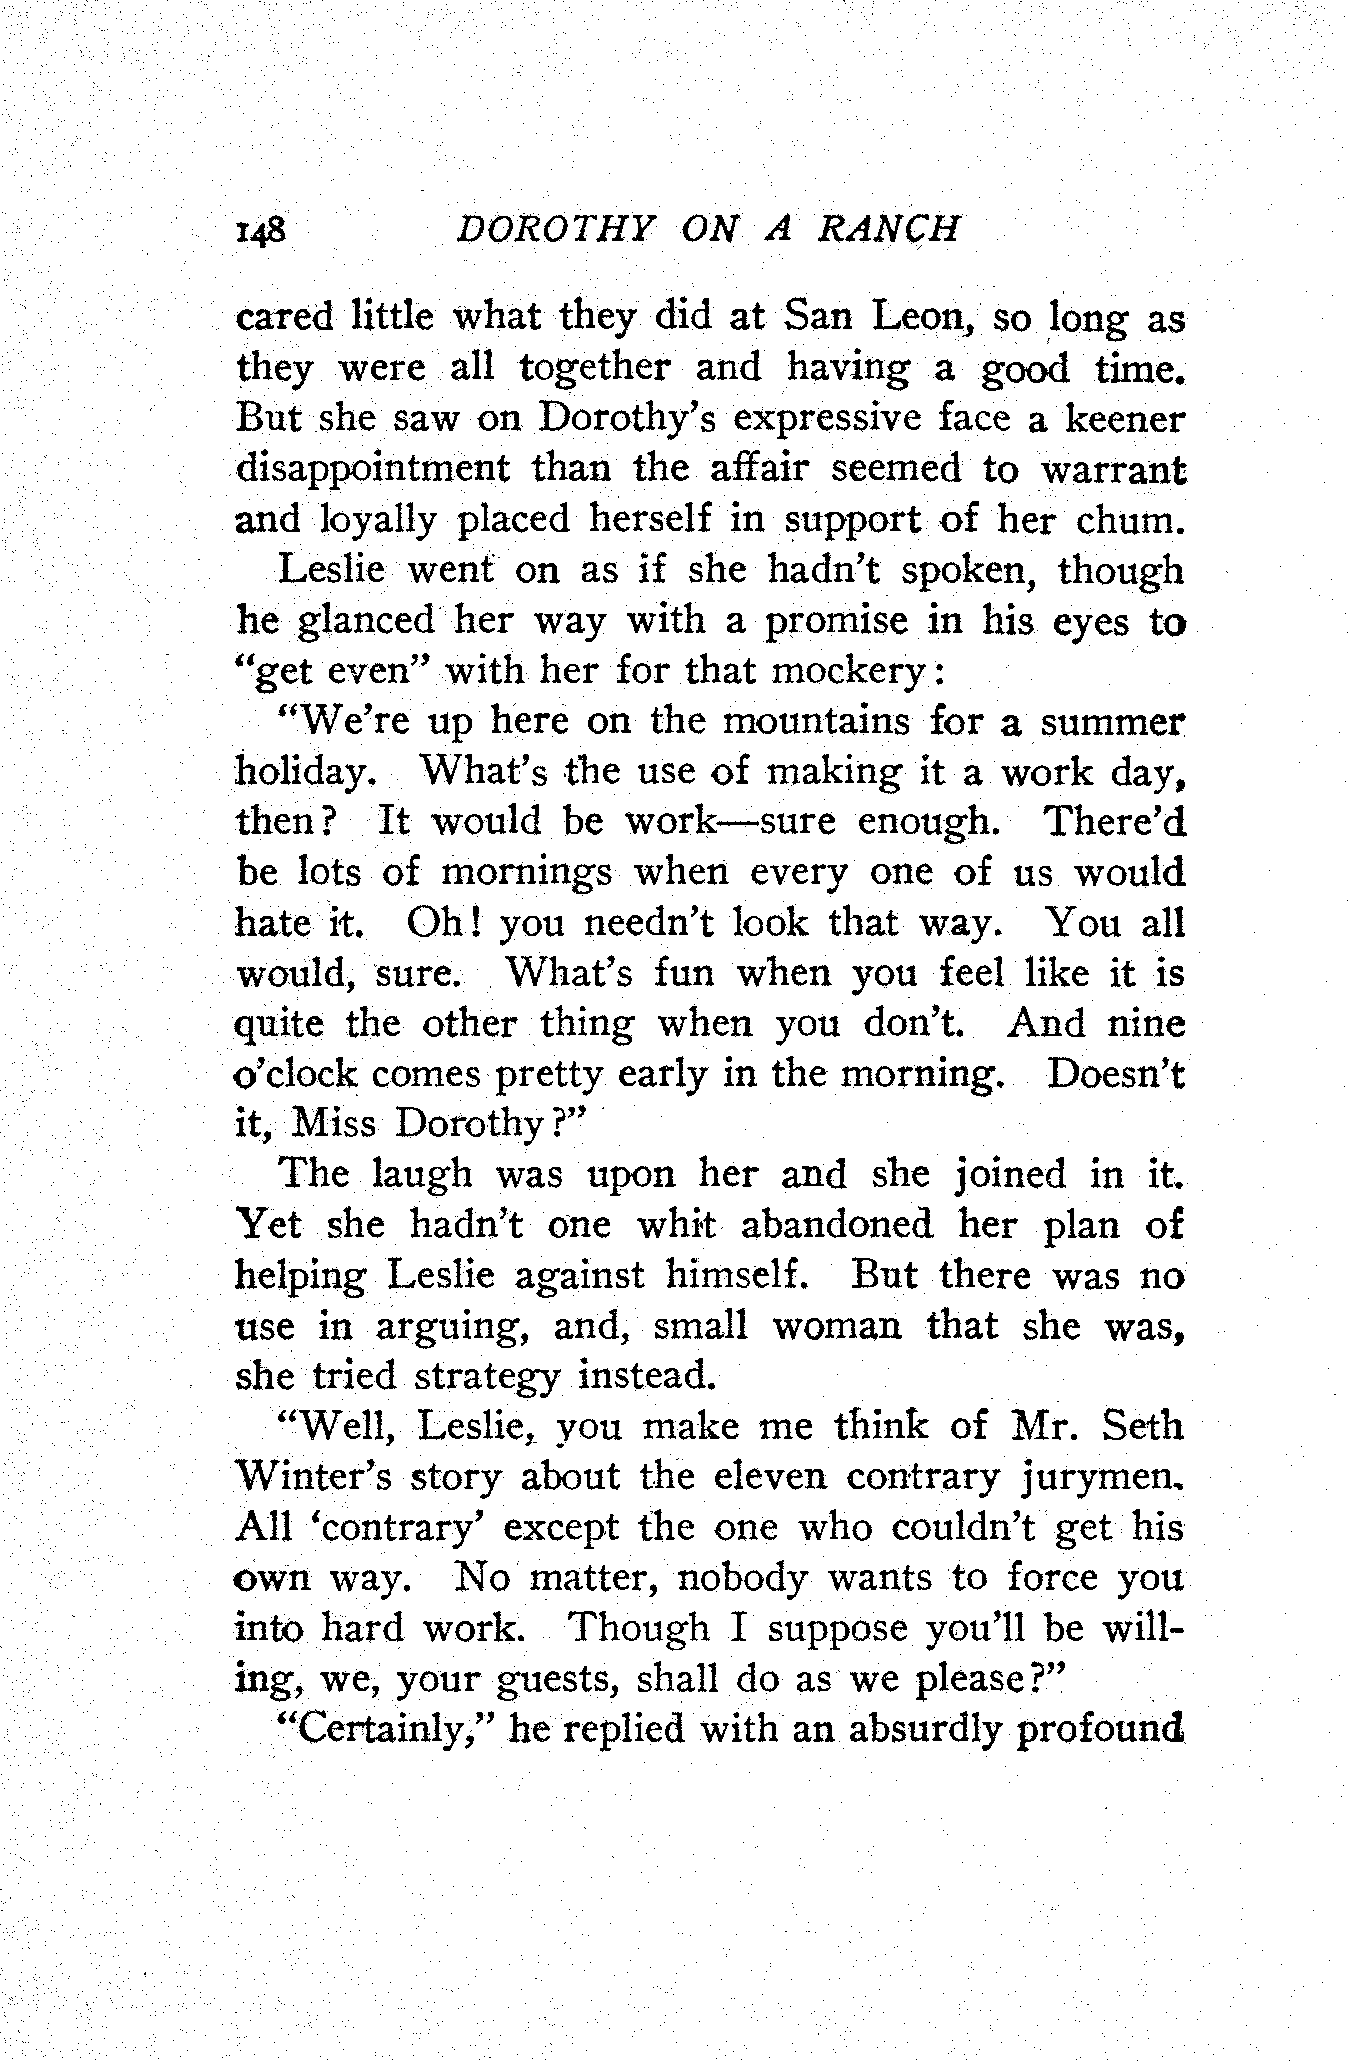 148 DOROTHY ON A RANCH
cared little what they did at San Leon, so long as
they were all together and having a good time.
But she saw on Dorothy's expressive face a keener
disappointment than the affair seemed to warrant
and loyally placed herself in support of her chum.
Leslie went on as if she hadn't spoken, though
he glanced her way with a promise in his eyes to
“get even” with her for that mockery:
“We're up here on the mountains for a summer
holiday. What's the use of making it a work day,
then? It would be work—sure enough. There'd
be lots of mornings when every one of us would
hate it. Oh! you needn't look that way. You all
would, sure. What's fun when you feel like it is
quite the other thing when you don't. And nine
o'clock comes pretty early in the morning. Doesn't
it, Miss Dorothy?”
The laugh was upon her and she joined in it.
Yet she hadn't one whit abandoned her plan of
helping Leslie against himself. But there was no
use in arguing, and, small woman that she was,
she tried strategy instead.
“Well, Leslie, you make me think of Mr. Seth
Winter's story about the eleven contrary jurymen.
All ‘contrary’ except the one who couldn't get his
own way. No matter, nobody wants to force you
into hard work. Though I suppose you'll be will-
ing, we, your guests, shall do as we please?”
“Certainly,” he replied with an absurdly profound